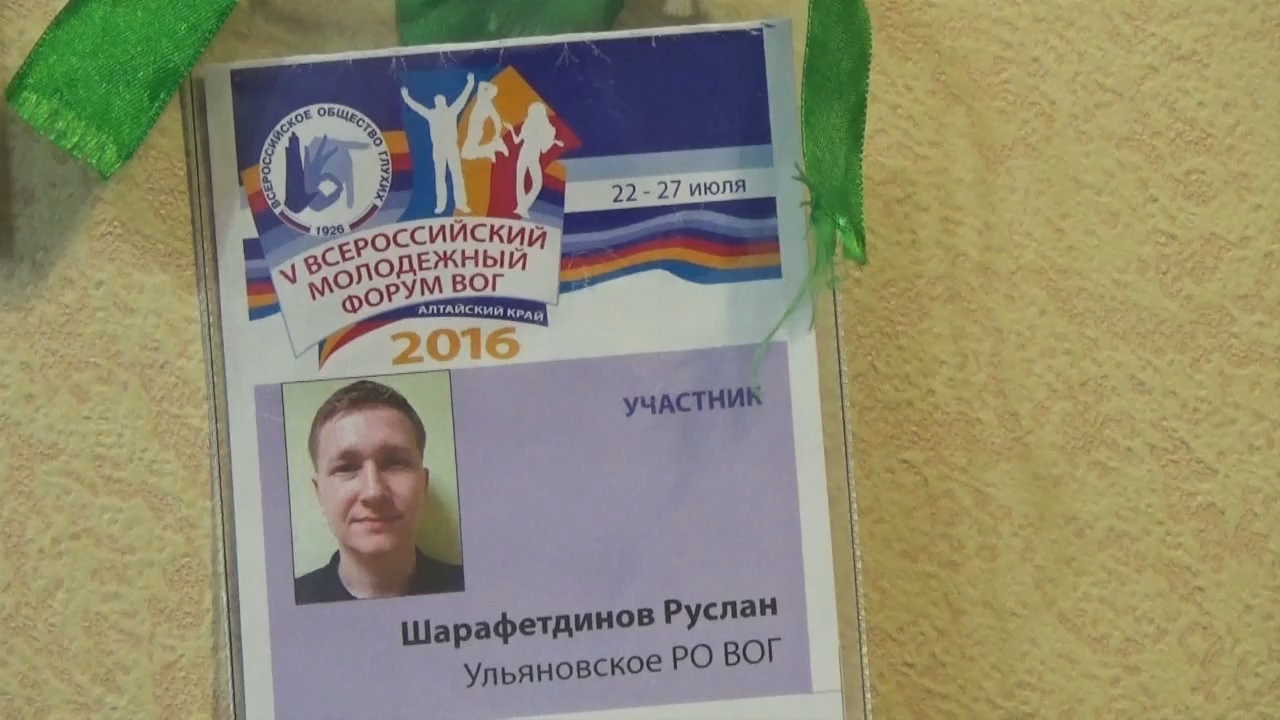 ВСЕРОССИЙСКОЕ ОБЩЕСТВО ГЛУХИХ
1926
22 - 27 ИЮЛЯ
V ВСЕРОССИЙСКИЙ
МОЛОДЕЖНЫЙ
ФОРУМ ВОГ
АЛТАЙСКИЙ КРАЙ
2016
УЧАСТНИК
Шарафетдинов Руслан
Ульяновское РО ВОГ